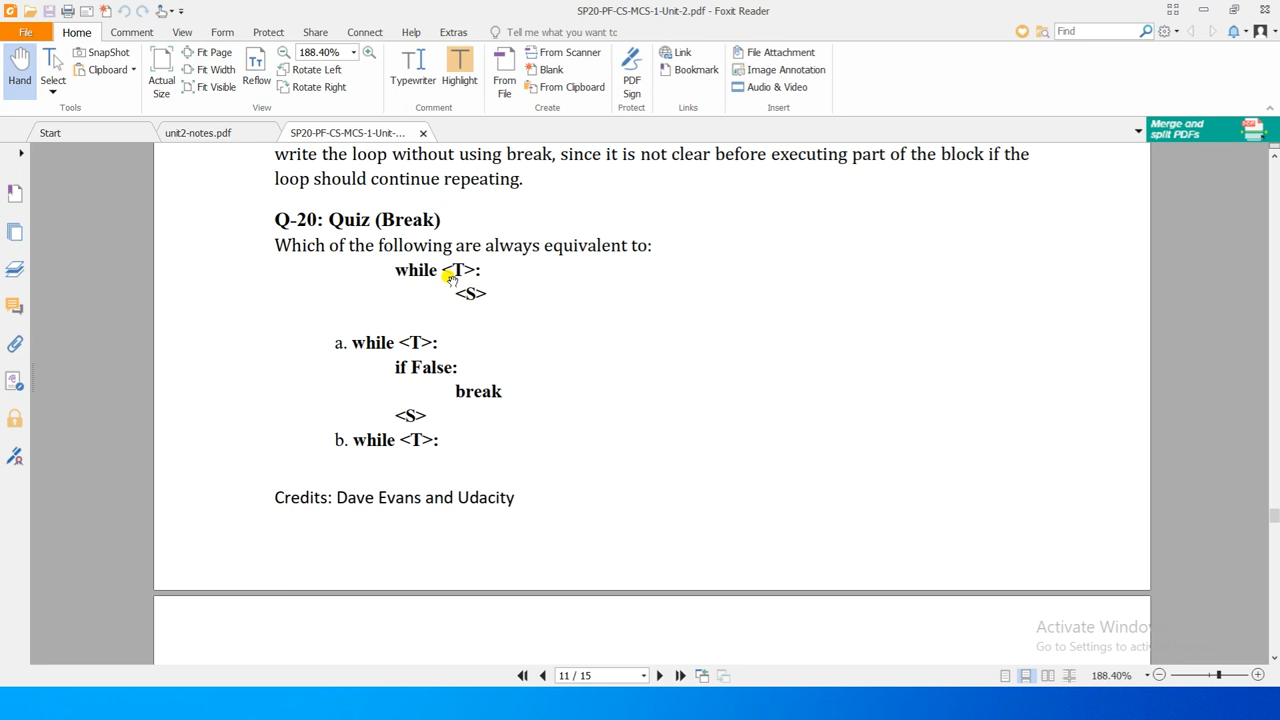 SP20-PF-CS-MCS-1-Unit-2.pdf - Foxit Reader
File Home Comment View Form Protect Share Connect Help Extras Tell me what you want to Find
Hand
Select
SnapShot
Clipboard
Tools
Actual Size
Reflow
Fit Page
Fit Width
Fit Visible
188.40%
Rotate Left
Rotate Right
View
Typewriter
Highlight
Comment
From File
From Scanner
Blank
From Clipboard
Create
PDF Sign
Protect
Link
Bookmark
Links
File Attachment
Image Annotation
Audio & Video
Insert
Start unit2-notes.pdf SP20-PF-CS-MCS-1-Unit-...
Merge and
split PDFs
write the loop without using break, since it is not clear before executing part of the block if the
loop should continue repeating.
Q-20: Quiz (Break)
Which of the following are always equivalent to:
while <T>:
<S>
a. while <T>:
if False:
break
<S>
b. while <T>:
Credits: Dave Evans and Udacity
Activate Windo
Go to Settings to acti
11 / 15
188.40%